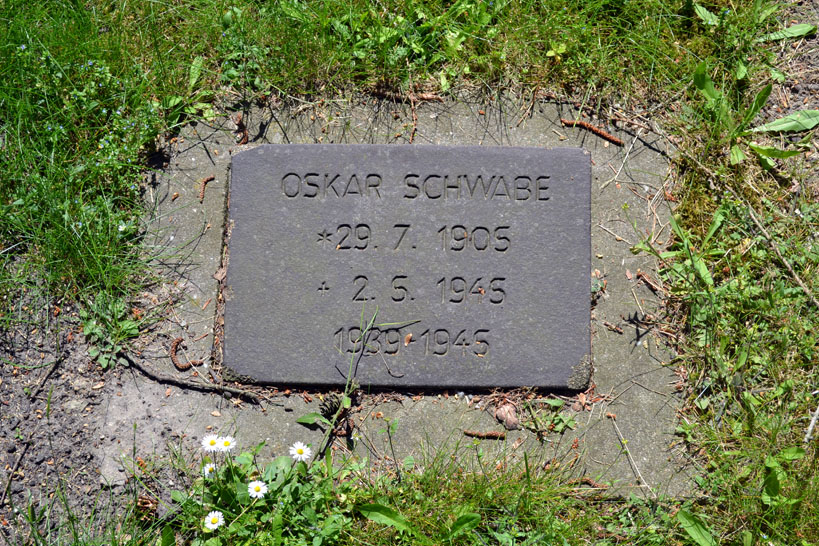 OSKAR SCHWABE
*29. 7. 1905
+ 2. 5. 1945
1939-1945